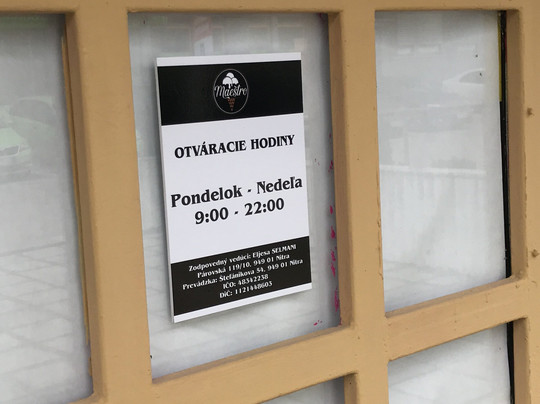 Maestro
OTVÁRACIE HODINY
Pondelok - Nedeľa
9:00 - 22:00
Zodpovedný vedúci: Eljesa SELMANI
Párovská 119/10, 949 01 Nitra
Prevádzka: Štefánikova 54, 949 01 Nitra
IČO: 48342238
DIČ: 1121448603